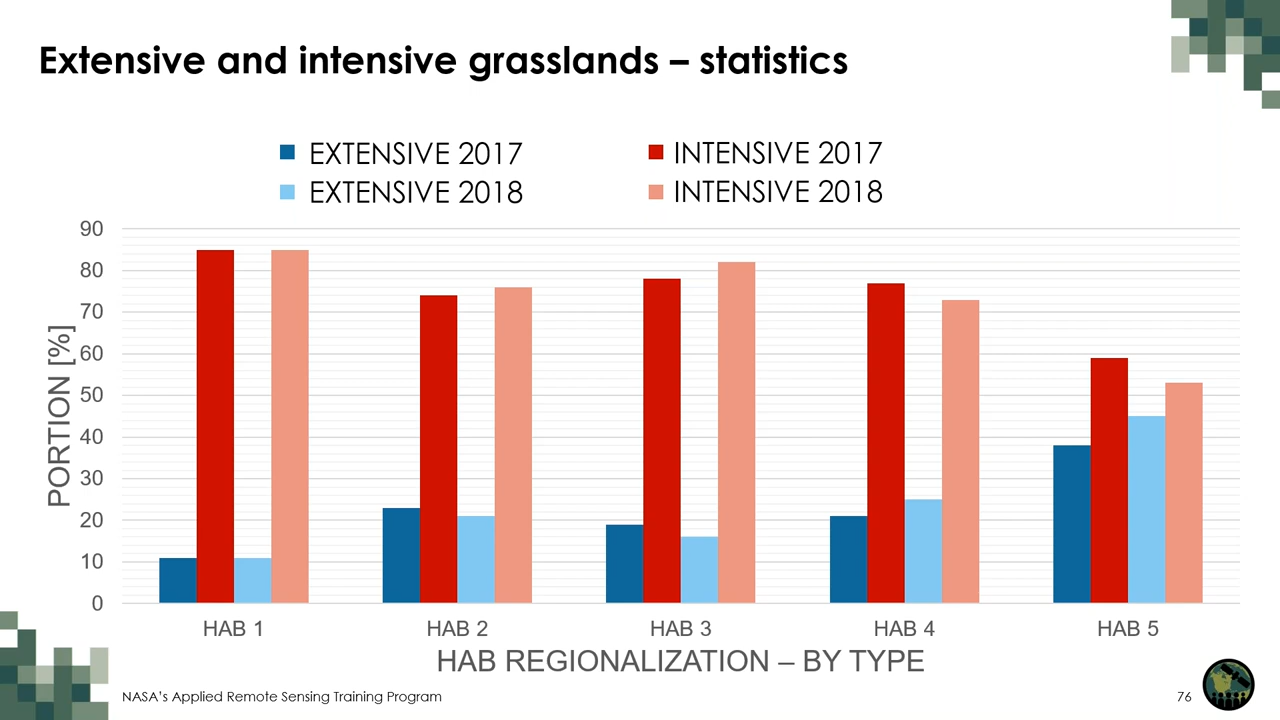 Extensive and intensive grasslands – statistics
EXTENSIVE 2017
INTENSIVE 2017
EXTENSIVE 2018
INTENSIVE 2018
90
80
70
60
50
40
30
20
10
0
PORTION [%]
HAB 1
HAB 2
HAB 3
HAB 4
HAB 5
HAB REGIONALIZATION – BY TYPE
NASA's Applied Remote Sensing Training Program
76